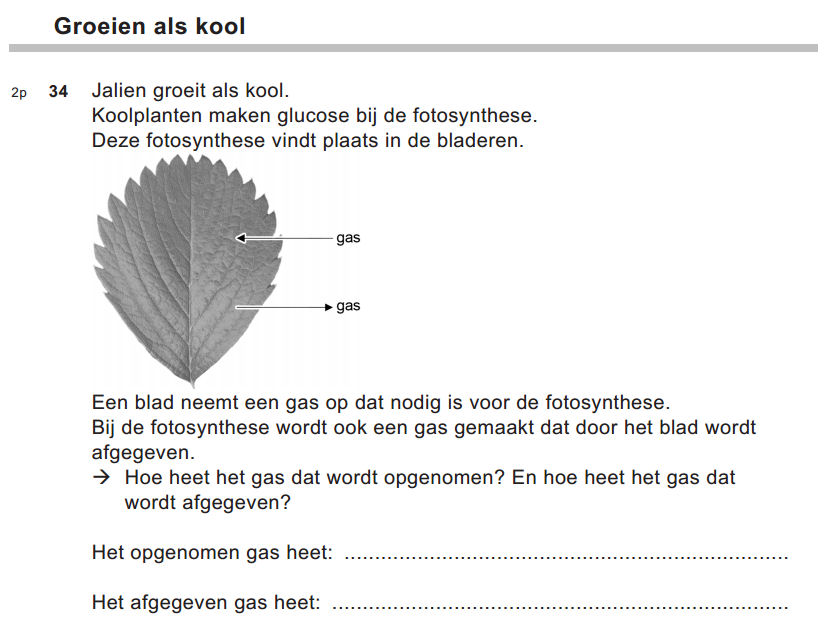 Groeien als kool
2p 34 Jalien groeit als kool.
Koolplanten maken glucose bij de fotosynthese.
Deze fotosynthese vindt plaats in de bladeren.
gas
gas
Een blad neemt een gas op dat nodig is voor de fotosynthese.
Bij de fotosynthese wordt ook een gas gemaakt dat door het blad wordt
afgegeven.
→ Hoe heet het gas dat wordt opgenomen? En hoe heet het gas dat
wordt afgegeven?
Het opgenomen gas heet: ........................................................................
Het afgegeven gas heet: ..........................................................................